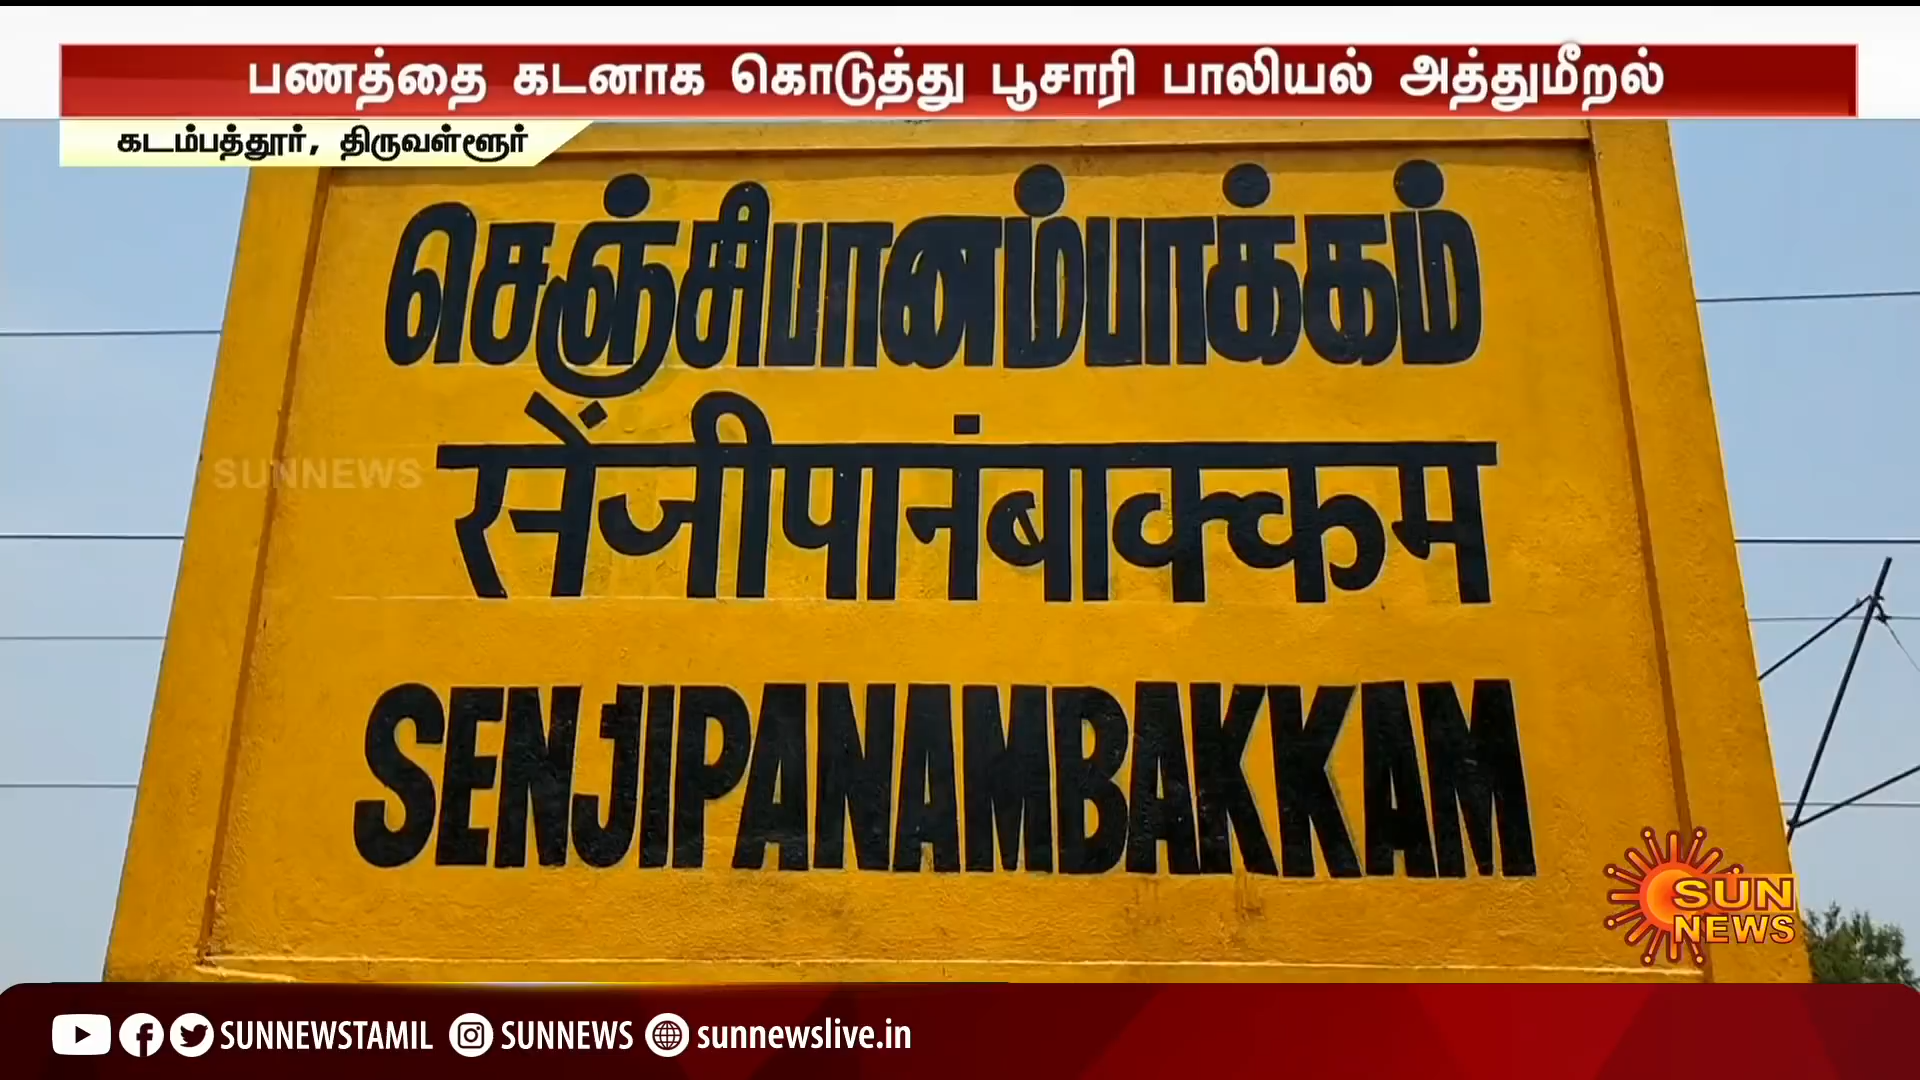 பணத்தை கடனாக கொடுத்து பூசாரி பாலியல் அத்துமீறல்
கடம்பத்தூர், திருவள்ளூர்
செஞ்சிபானம்பாக்கம்
SUNNEWS
सेंजीपानंबाक्कम
SENJIPANAMBAKKAM
SUN
NEWS
SUNNEWSTAMIL SUNNEWS sunnewslive.in